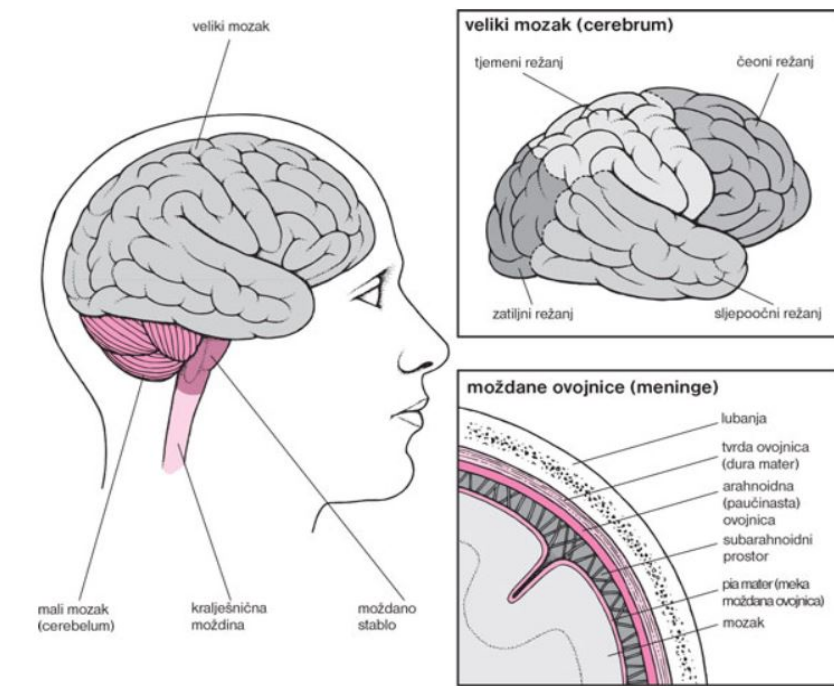 veliki mozak
mali mozak
(cerebelum)
kralješnična
moždina
moždano
stablo
veliki mozak (cerebrum)
tjemeni režanj
čeoni režanj
zatiljni režanj
sljepoočni režanj
moždane ovojnice (meninge)
lubanja
tvrda ovojnica
(dura mater)
arahnoidna
(paučinasta)
ovojnica
subarahnoidni
prostor
pia mater (meka
moždana ovojnica)
mozak